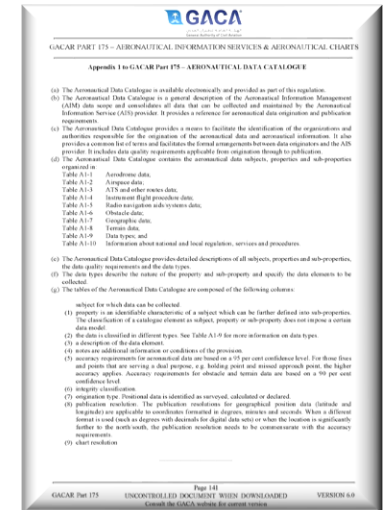 GACA
GACAR PART 175 – AERONAUTICAL INFORMATION SERVICES & AERONAUTICAL CHARTS
Appendix 1 to GACAR Part 175 – AERONAUTICAL DATA CATALOGUE
(a) The Aeronautical Data Catalogue is available electronically and provided as part of this regulation.
(b) The Aeronautical Data Catalogue is a general description of the Aeronautical Information Management
(AIM) data scope and consolidates all data that can be collected and maintained by the Aeronautical
Information Service (AIS) provider. It provides a reference for aeronautical data origination and publication
requirements.
(c) The Aeronautical Data Catalogue provides a means to facilitate the identification of the organizations and
authorities responsible for the origination of the aeronautical data and aeronautical information. It also
provides a common list of terms and facilitates the formal arrangements between data originators and the AIS
Provider. It includes data quality requirements applicable from origination through to publication.
(d) The Aeronautical Data Catalogue contains the aeronautical data subjects, properties and sub-properties
organized in
Table A1-1 Aerodrome data;
Table A1-2 Airspace data;
Table A1-3 ATS and other routes data;
Table A1-4 Instrument flight procedure data;
Table A1-5 Radio navigation aids/systems data;
Table A1-6 Obstacle data;
Table A1-7 Geographic data;
Table A1-8 Terrain data;
Table A1-9 Data types; and
Table A1-10 Information about national and local regulation, services and procedures.
(e) The Aeronautical Data Catalogue provides detailed descriptions of all subjects, properties and sub-properties,
the data quality requirements and the data types.
(f) The data types describe the nature of the property and sub-property and specify the data elements to be
collected.
(g) The tables of the Aeronautical Data Catalogue are composed of the following columns:
subject for which data can be collected.
(1) property is an identifiable characteristic of a subject which can be further defined into sub-properties.
The classification of a catalogue element as subject, property or sub-property does not impose a certain
data model.
(2) the data is classified in different types. See Table A1-9 for more information on data types.
(3) a description of the data element.
(4) notes are additional information or conditions of the provision.
(5) accuracy requirements for aeronautical data are based on a 95 per cent confidence level. For those fixes
and points that are serving a dual purpose, e.g. holding point and missed approach point, the higher
accuracy applies. Accuracy requirements for obstacle and terrain data are based on a 90 per cent
confidence level.
(6) integrity classification
(7) origination type. Positional data is identified as surveyed, calculated or declared.
(8) publication resolution. The publication resolutions for geographical position data (latitude and
longitude) are applicable to coordinates formatted in degrees, minutes and seconds. When a different
format is used (such as degrees with decimals for digital data sets) or when the location is significantly
further to the north/south, the publication resolution needs to be commensurate with the accuracy
requirements.
(9) chart resolution
Page 141
GACAR Part 175 UNCONTROLLED DOCUMENT WHEN DOWNLOADED VERSION 6.0
Consult the GACA website for current version